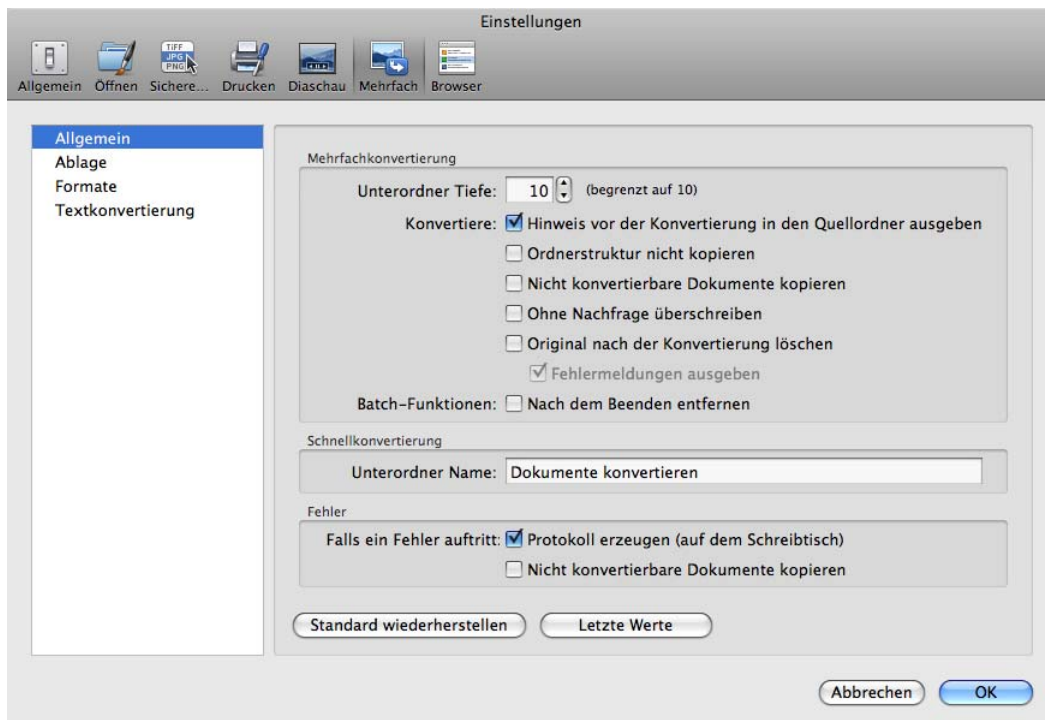 Einstellungen
TIFF
JPG
PNG
Allgemein Öffnen Sichere... Drucken Diaschau Mehrfach Browser
Allgemein
Ablage
Formate
Textkonvertierung
Mehrfachkonvertierung
Unterordner Tiefe: 10 (begrenzt auf 10)
Konvertiere: Hinweis vor der Konvertierung in den Quellordner ausgeben
Ordnerstruktur nicht kopieren
Nicht konvertierbare Dokumente kopieren
Ohne Nachfrage überschreiben
Original nach der Konvertierung löschen
Fehlermeldungen ausgeben
Batch-Funktionen: Nach dem Beenden entfernen
Schnellkonvertierung
Unterordner Name: Dokumente konvertieren
Fehler
Falls ein Fehler auftritt: Protokoll erzeugen (auf dem Schreibtisch)
Nicht konvertierbare Dokumente kopieren
Standard wiederherstellen Letzte Werte
Abbrechen OK